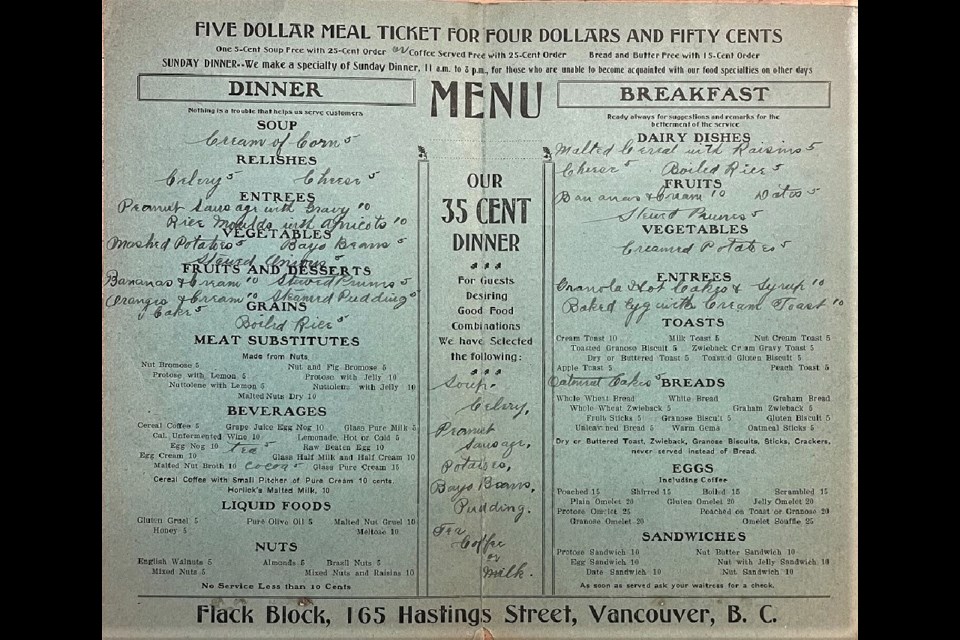 FIVE DOLLAR MEAL TICKET FOR FOUR DOLLARS AND FIFTY CENTS
One 5-Cent Soup Free with 25-Cent Order or Coffee Served Free with 25-Cent Order Bread and Butter Free with 15-Cent Order
SUNDAY DINNER--We make a specialty of Sunday Dinner, 11 a.m. to 8 p.m., for those who are unable to become acquainted with our food specialties on other days
DINNER
Nothing is a trouble that helps us serve customers
SOUP
Cream of Corn 5
RELISHES
Celery 5 Cheese 5
ENTREES
Peanut Sausage with Gravy 10
Rice Moulds with Apricots 10
VEGETABLES
Mashed Potatoes 5 Bayo Beans 5
Stewed Onions 5
FRUITS AND DESSERTS
Bananas & Cream 10 Stewed Prunes 5
Oranges & Cream 10 Steamed Pudding 5
& Cake 5
GRAINS
Boiled Rice 5
MEAT SUBSTITUTES
Made from Nuts
Nut Bromose 5 Nut and Fig Bromose 5
Protose with Lemon 5 Protose with Jelly 10
Nuttolene with Lemon 5 Nuttolene with Jelly 10
Malted Nuts Dry 10
BEVERAGES
Cereal Coffee 5 Grape Juice Egg Nog 10 Glass Pure Milk 5
Cal. Unfermented Wine 10 Lemonade, Hot or Cold 5
Egg Nog 10 tea Raw Beaten Egg 10
Egg Cream 10 Glass Half Milk and Half Cream 10
Malted Nut Broth 10 cocoa 5 Glass Pure Cream 15
Cereal Coffee with Small Pitcher of Pure Cream 10 cents.
Horlick's Malted Milk, 10
LIQUID FOODS
Gluten Gruel 5 Pure Olive Oil 5 Malted Nut Gruel 10
Honey 5 Meltose 10
NUTS
English Walnuts 5 Almonds 5 Brazil Nuts 5
Mixed Nuts 5 Mixed Nuts and Raisins 10
No Service Less than 10 Cents
MENU
OUR
35 CENT
DINNER
For Guests
Desiring
Good Food
Combinations
We have Selected
the following:
Soup.
Celery,
Peanut
Sausage,
Potatoes,
Bayo Beans,
Pudding.
Tea
Coffee
or
Milk.
BREAKFAST
Ready always for suggestions and remarks for the
betterment of the service
DAIRY DISHES
Malted Cereal with Raisins 5
Cheese 5 Boiled Rice 5
FRUITS
Bananas & Cream 10 Dates 5
Stewed Prunes 5
VEGETABLES
Creamed Potatoes 5
ENTREES
Granola Hot Cakes & Syrup 10
Baked Egg with Cream Toast 10
TOASTS
Cream Toast 10 Milk Toast 5 Nut Cream Toast 10
Toasted Granose Biscuit 5 Zwieback Cream Gravy Toast 5
Dry or Buttered Toast 5 Toasted Gluten Biscuit 5
Apple Toast 5 Peach Toast 5
Oatmeal Cakes 5
BREADS
Whole Wheat Bread White Bread Graham Bread
Whole Wheat Zwieback 5 Graham Zwieback 5
Fruit Sticks 5 Granose Biscuit 5 Gluten Biscuit 5
Unleavened Bread 5 Warm Gems Oatmeal Sticks 5
Dry or Buttered Toast, Zwieback, Granose Biscuits, Sticks, Crackers,
never served instead of Bread.
EGGS
Including Coffee
Poached 15 Shirred 15 Boiled 15 Scrambled 15
Plain Omelet 20 Gluten Omelet 20 Jelly Omelet 20
Protose Omelet 25 Poached on Toast or Granose 20
Granose Omelet 20 Omelet Souffle 25
SANDWICHES
Protose Sandwich 10 Nut Butter Sandwich 10
Egg Sandwich 10 Nut with Jelly Sandwich 10
Date Sandwich 10 Nut Sandwich 10
As soon as served ask your waitress for a check.
Flack Block, 165 Hastings Street, Vancouver, B. C.